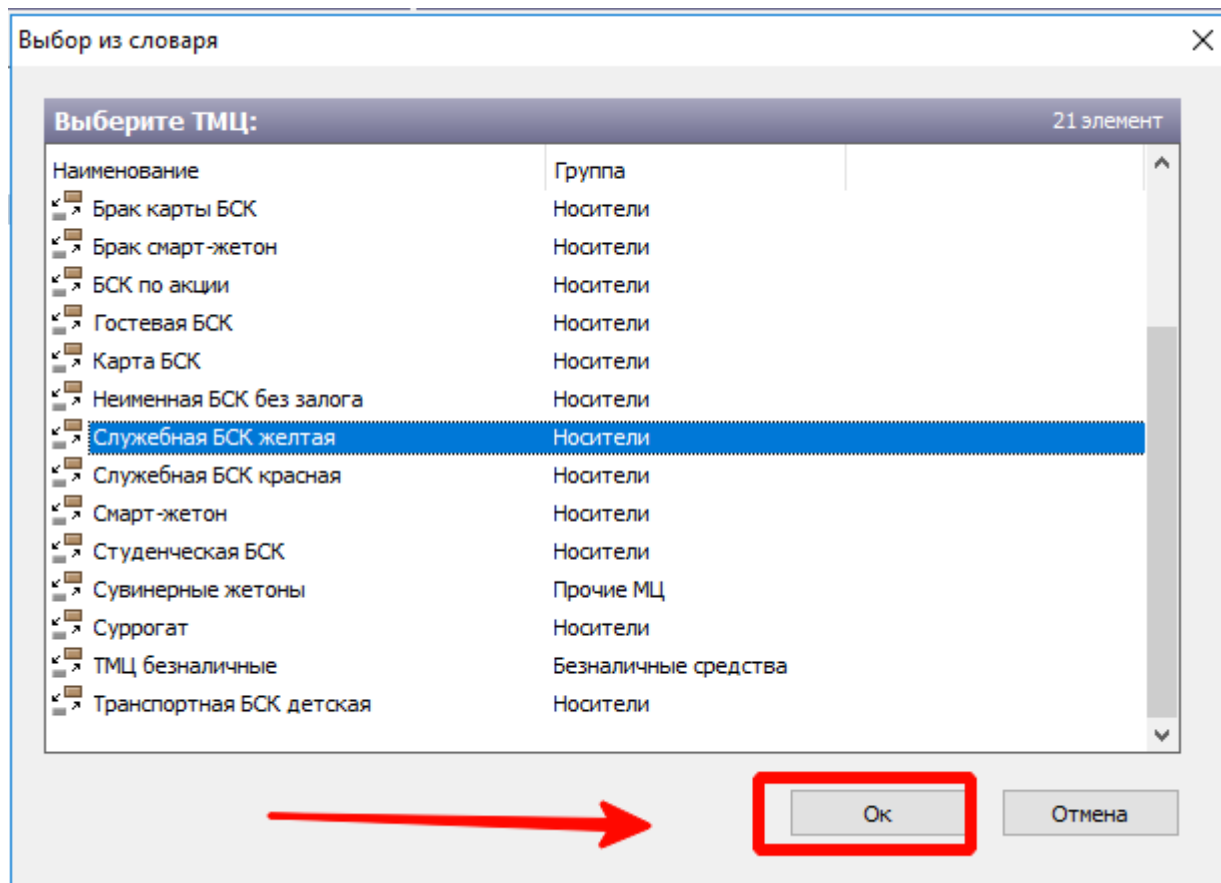 Выбор из словаря
Выберите ТМЦ: 21 элемент
Наименование Группа
Брак карты БСК Носители
Брак смарт-жетон Носители
БСК по акции Носители
Гостевая БСК Носители
Карта БСК Носители
Неименная БСК без залога Носители
Служебная БСК желтая Носители
Служебная БСК красная Носители
Смарт-жетон Носители
Студенческая БСК Носители
Сувинерные жетоны Прочие МЦ
Суррогат Носители
ТМЦ безналичные Безналичные средства
Транспортная БСК детская Носители
Ок Отмена